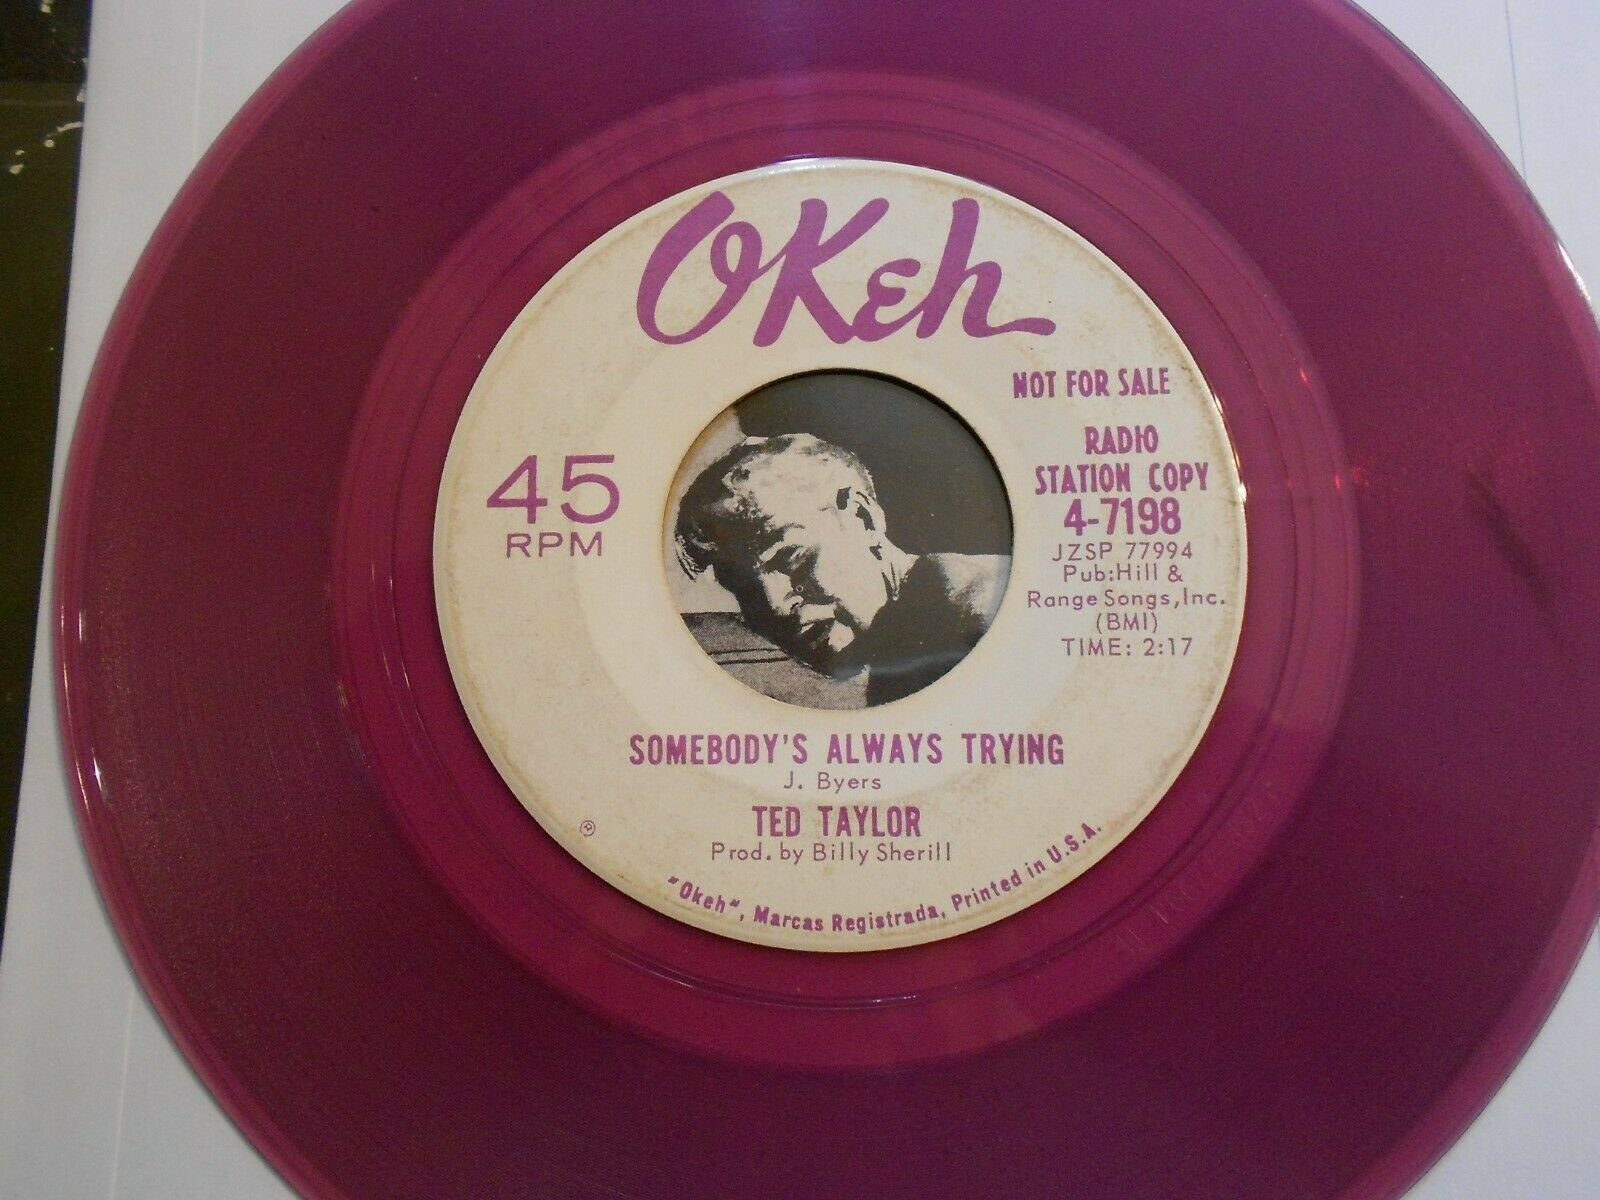 OKeh
NOT FOR SALE
RADIO
STATION COPY
4-7198
JZSP 77994
Pub:Hill &
Range Songs, Inc.
(BMI)
TIME: 2:17
45
RPM
SOMEBODY'S ALWAYS TRYING
J. Byers
TED TAYLOR
Prod. by Billy Sherill
℗
"Okeh", Marcas Registrada, Printed in U.S.A.